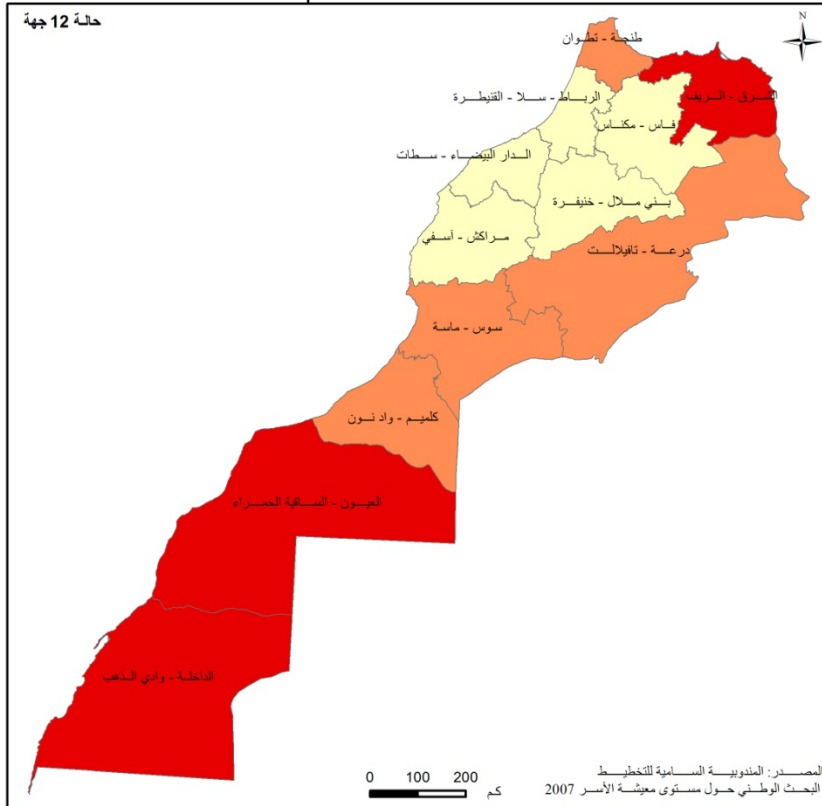 حالة 12 جهة
N
طنجة - تطوان
الشرق - الريف
الرباط - سلا - القنيطرة
فاس - مكناس
الدار البيضاء - سطات
بني ملال - خنيفرة
مراكش - آسفي
درعة - تافيلالت
سوس - ماسة
كلميم - واد نون
العيون - الساقية الحمراء
الداخلة - وادي الذهب
0 100 200
كم
المصدر: المندوبية السامية للتخطيط
البحث الوطني حول مستوى معيشة الأسر 2007